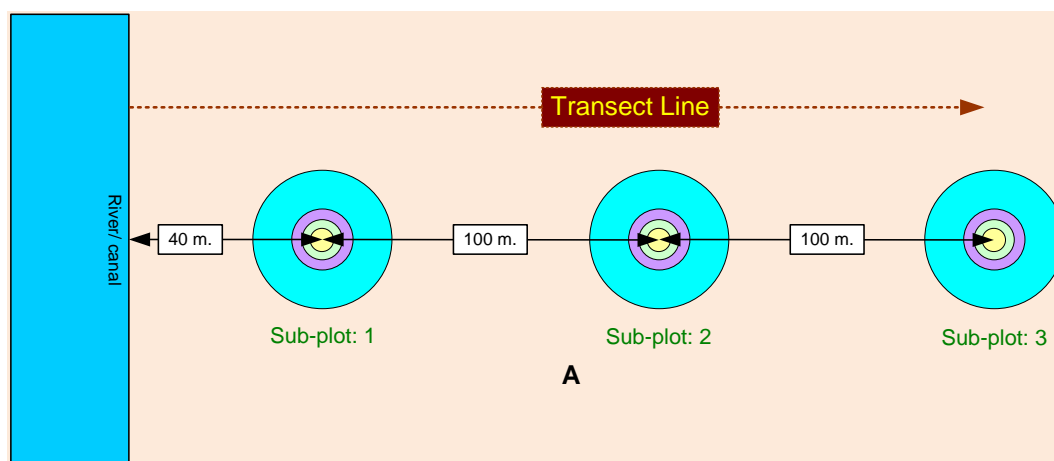 Transect Line
River/ canal
40 m.
100 m.
100 m.
Sub-plot: 1
Sub-plot: 2
Sub-plot: 3
A